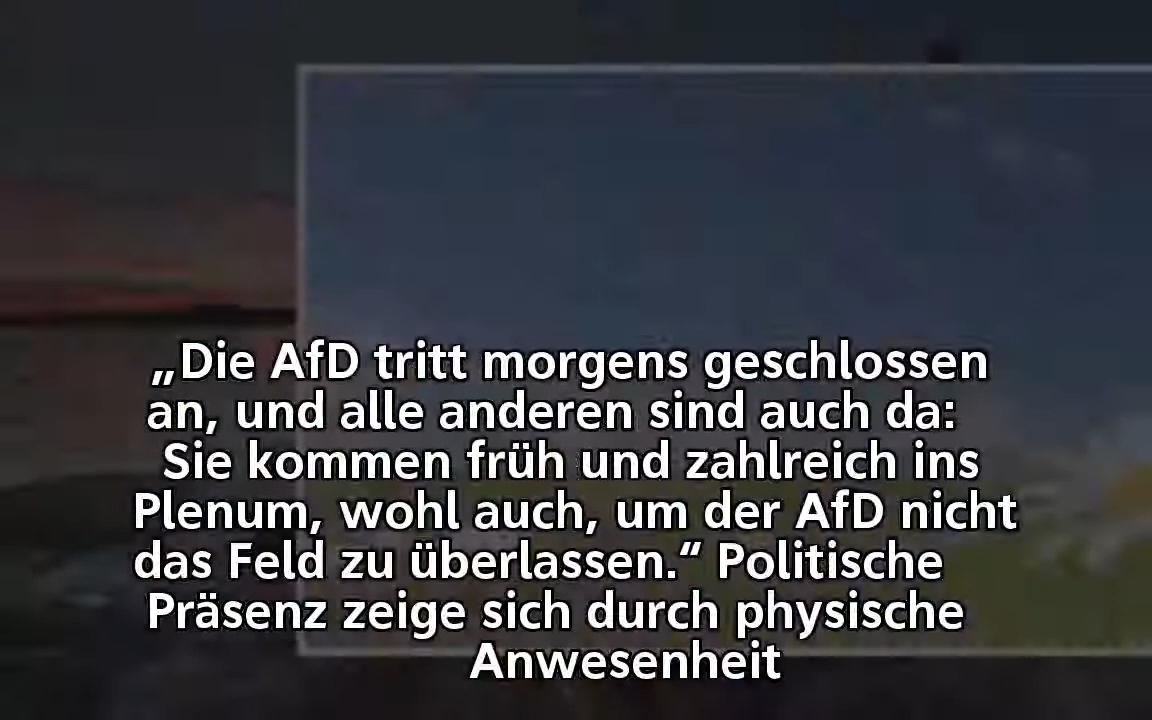 „Die AfD tritt morgens geschlossen
an, und alle anderen sind auch da:
Sie kommen früh und zahlreich ins
Plenum, wohl auch, um der AfD nicht
das Feld zu überlassen.“ Politische
Präsenz zeige sich durch physische
Anwesenheit